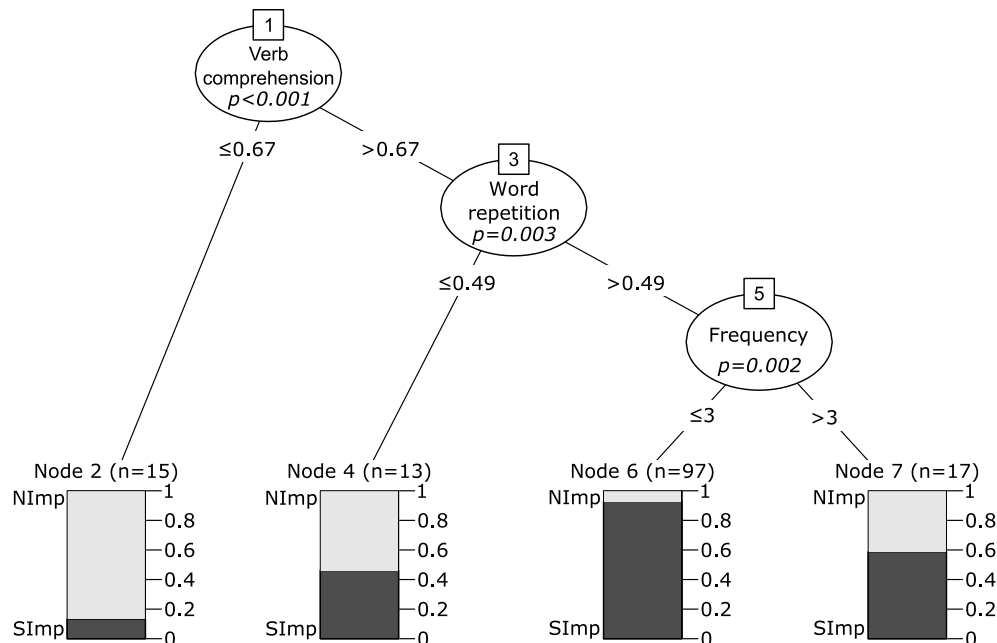 1
Verb
comprehension
p<0.001
≤0.67
>0.67
3
Word
repetition
p=0.003
≤0.49
>0.49
5
Frequency
p=0.002
≤3
>3
Node 2 (n=15)
NImp
SImp
1
0.8
0.6
0.4
0.2
0
Node 4 (n=13)
NImp
SImp
1
0.8
0.6
0.4
0.2
0
Node 6 (n=97)
NImp
SImp
1
0.8
0.6
0.4
0.2
0
Node 7 (n=17)
NImp
SImp
1
0.8
0.6
0.4
0.2
0